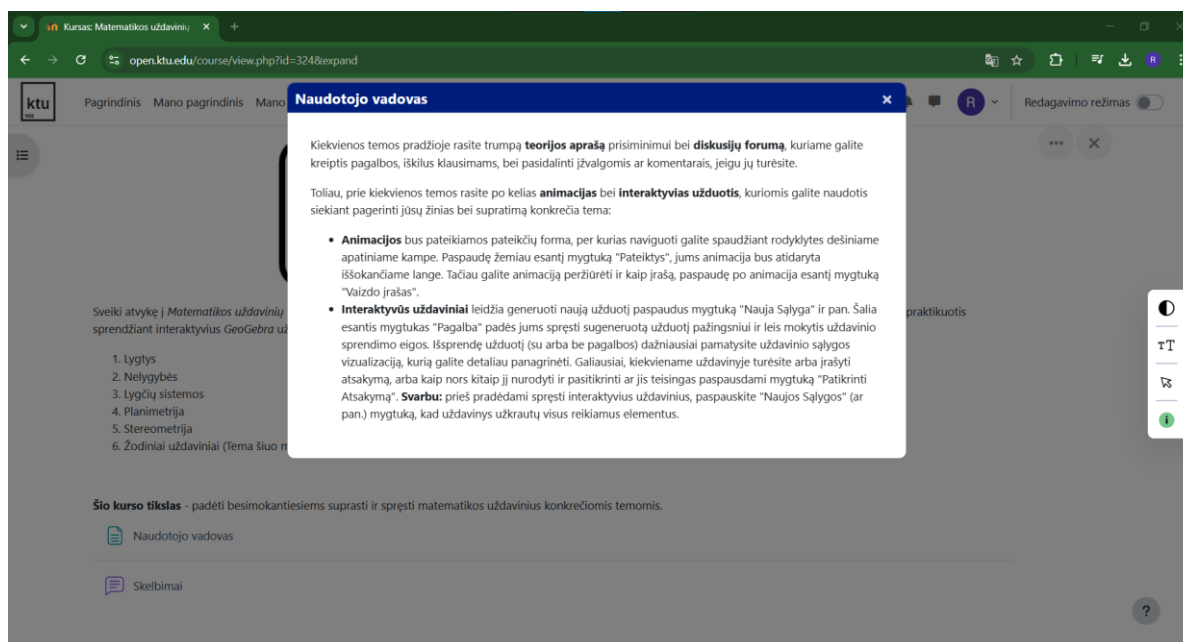 Kursas: Matematikos uždavinių
open.ktu.edu/course/view.php?id=324&expand
R
ktu
1922
Pagrindinis Mano pagrindinis Mano
R
Redagavimo režimas
Naudotojo vadovas
Kiekvienos temos pradžioje rasite trumpą teorijos aprašą prisiminimui bei diskusijų forumą, kuriame galite
kreiptis pagalbos, iškilus klausimams, bei pasidalinti įžvalgomis ar komentarais, jeigu jų turėsite.
Toliau, prie kiekvienos temos rasite po kelias animacijas bei interaktyvias užduotis, kuriomis galite naudotis
siekiant pagerinti jūsų žinias bei supratimą konkrečia tema:
• Animacijos bus pateikiamos pateikčių forma, per kurias naviguoti galite spaudžiant rodyklytes dešiniame
apatiniame kampe. Paspaudę žemiau esantį mygtuką "Pateiktys", jums animacija bus atidaryta
iššokančiame lange. Tačiau galite animaciją peržiūrėti ir kaip įrašą, paspaudę po animacija esantį mygtuką
"Vaizdo įrašas".
• Interaktyvūs uždaviniai leidžia generuoti naują užduotį paspaudus mygtuką "Nauja Sąlyga" ir pan. Šalia
esantis mygtukas "Pagalba" padės jums spręsti sugeneruotą užduotį pažingsniui ir leis mokytis uždavinio
sprendimo eigos. Išsprendę užduotį (su arba be pagalbos) dažniausiai pamatysite uždavinio sąlygos
vizualizaciją, kurią galite detaliau panagrinėti. Galiausiai, kiekviename uždavinyje turėsite arba įrašyti
atsakymą, arba kaip nors kitaip jį nurodyti ir pasitikrinti ar jis teisingas paspausdami mygtuką "Patikrinti
Atsakymą". Svarbu: prieš pradėdami spręsti interaktyvius uždavinius, paspauskite "Naujos Sąlygos" (ar
pan.) mygtuką, kad uždavinys užkrautų visus reikiamus elementus.
Sveiki atvykę į Matematikos uždavinių praktikuotis
sprendžiant interaktyvius GeoGebra
1. Lygtys
2. Nelygybės
3. Lygčių sistemos
4. Planimetrija
5. Stereometrija
6. Žodiniai uždaviniai (Tema šiuo
Šio kurso tikslas - padėti besimokantiesiems suprasti ir spręsti matematikos uždavinius konkrečiomis temomis.
Naudotojo vadovas
Skelbimai
TT
i
?